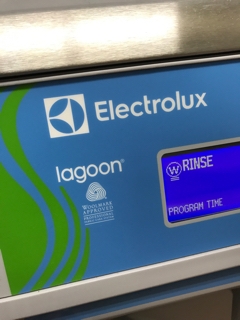 Electrolux
lagoon®
WOOLMARK
APPROVED
RINSE
PROGRAM TIME